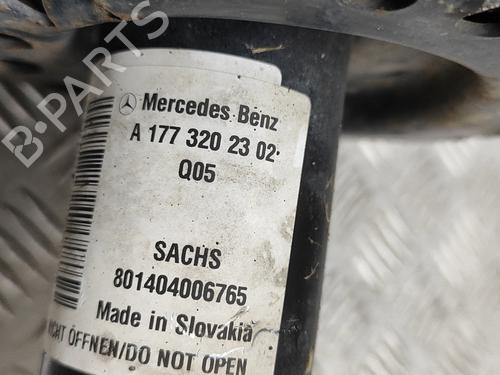 Mercedes Benz
A 177 320 23 02
Q05
SACHS
801404006765
Made in Slovakia
ÖFFNEN/DO NOT OPEN
B-PARTS